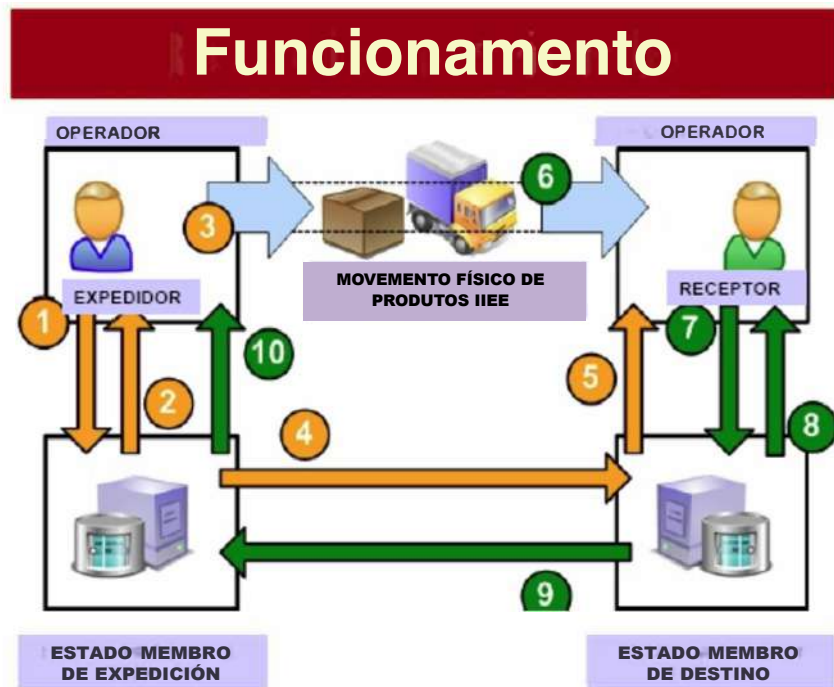 Funcionamento
OPERADOR
OPERADOR
6
3
MOVEMENTO FÍSICO DE
PRODUTOS IIEE
EXPEDIDOR
RECEPTOR
1
7
10
5
2
8
4
9
ESTADO MEMBRO
DE EXPEDICIÓN
ESTADO MEMBRO
DE DESTINO